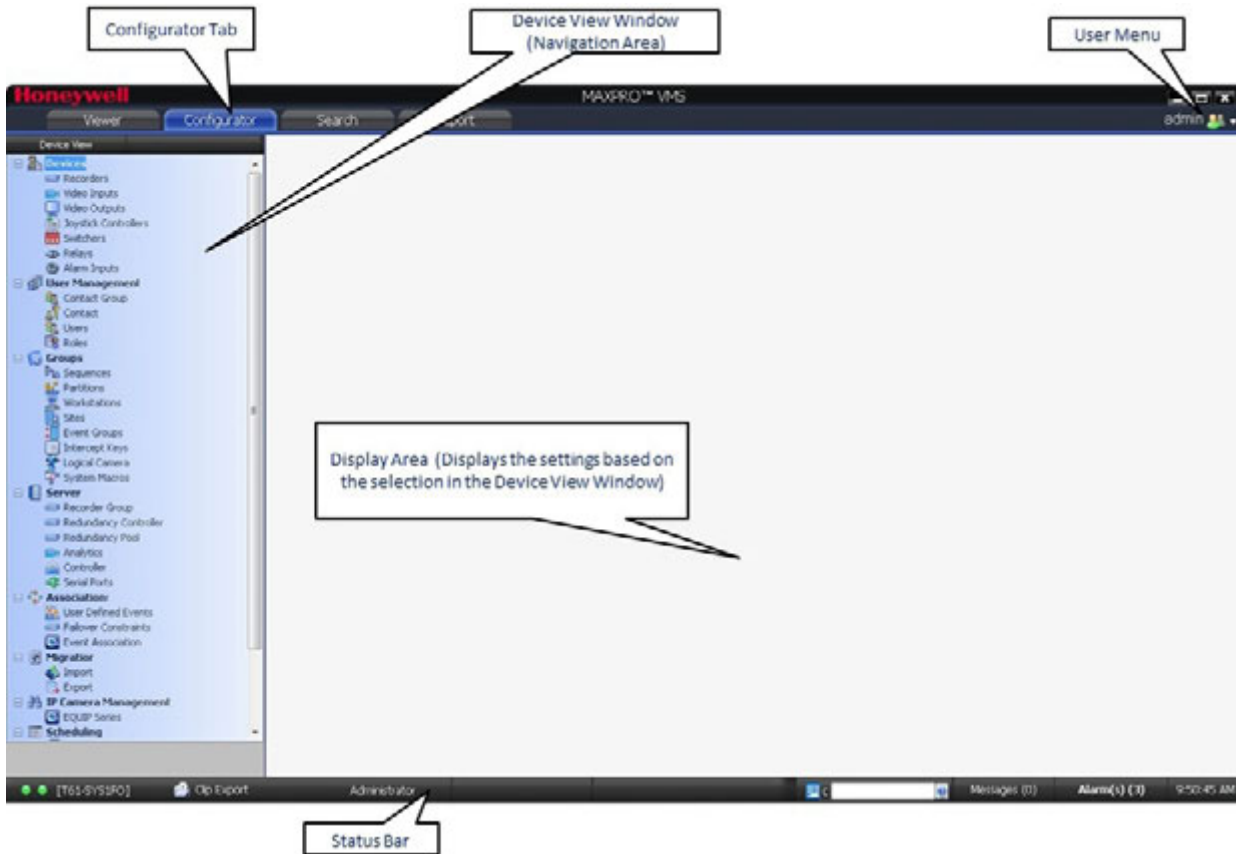 Configurator Tab
Device View Window
(Navigation Area)
User Menu
Honeywell
MAXPRO™ VMS
Viewer
Configurator
Search
port
admin
Device View
Devices
Recorders
Video Inputs
Video Outputs
Joystick Controllers
Switchers
Relays
Alarm Inputs
User Management
Contact Group
Contact
Users
Roles
Groups
Sequences
Partitions
Workstations
Sites
Event Groups
Intercept Keys
Logical Camera
System Macros
Server
Recorder Group
Redundancy Controller
Redundancy Pool
Analytics
Controller
Serial Ports
Association
User Defined Events
Failover Constraints
Event Association
Migration
Import
Export
IP Camera Management
EQUIP Series
Scheduling
Display Area (Displays the settings based on
the selection in the Device View Window)
[T61-SYS1FO]
Clip Export
Administrator
C
Messages (0)
Alarm(s) (3)
9:50:45 AM
Status Bar